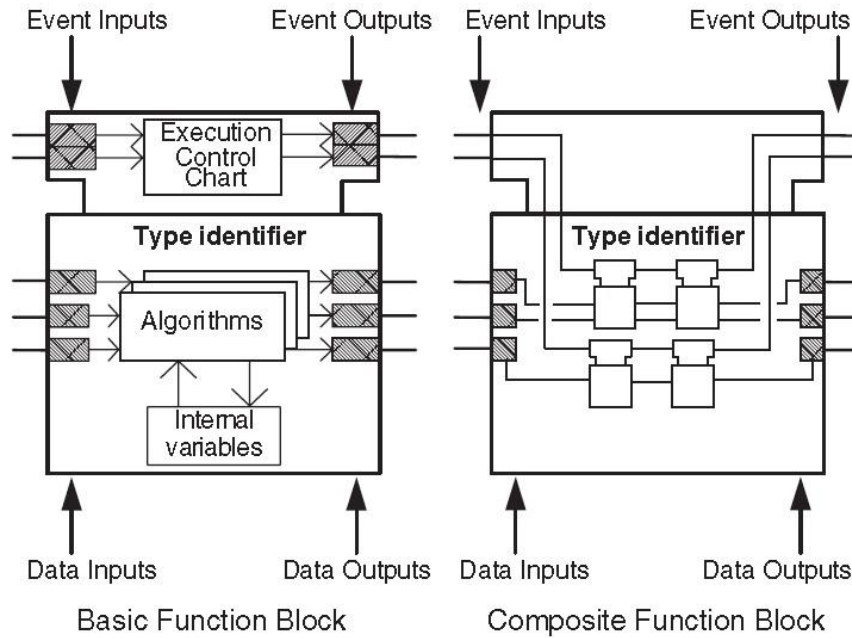 Event Inputs
Event Outputs
Event Inputs
Event Outputs
Execution
Control
Chart
Type identifier
Type identifier
Algorithms
Internal
variables
Data Inputs
Data Outputs
Data Inputs
Data Outputs
Basic Function Block
Composite Function Block